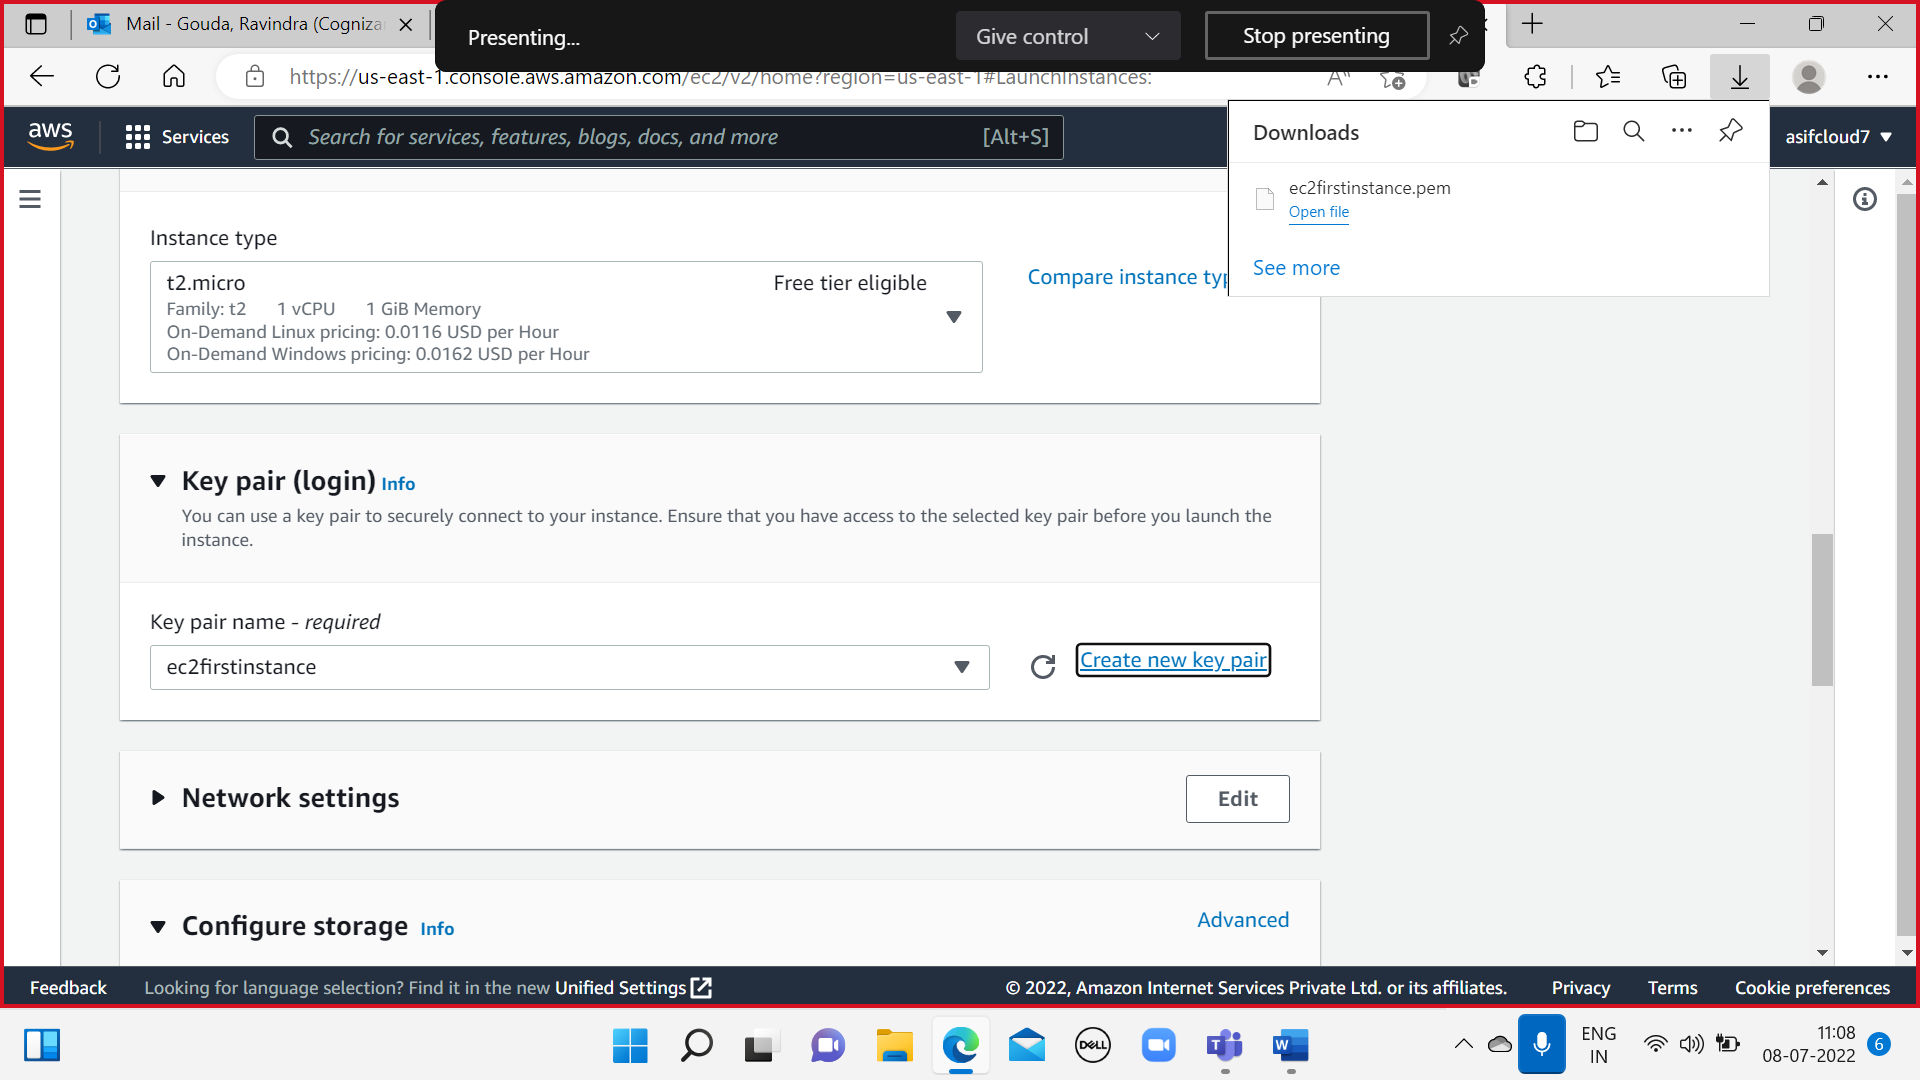 Mail - Gouda, Ravindra (Cogniza
Presenting...
Give control
Stop presenting
https://us-east-1.console.aws.amazon.com/ec2/v2/home?region=us-east-1#LaunchInstances:
aws
Services
Search for services, features, blogs, docs, and more
[Alt+S]
asifcloud7
Downloads
ec2firstinstance.pem
Open file
See more
Instance type
t2.micro
Free tier eligible
Family: t2 1 vCPU 1 GiB Memory
On-Demand Linux pricing: 0.0116 USD per Hour
On-Demand Windows pricing: 0.0162 USD per Hour
Compare instance typ
Key pair (login) Info
You can use a key pair to securely connect to your instance. Ensure that you have access to the selected key pair before you launch the
instance.
Key pair name - required
ec2firstinstance
Create new key pair
Network settings
Edit
Configure storage Info
Advanced
Feedback
Looking for language selection? Find it in the new Unified Settings
© 2022, Amazon Internet Services Private Ltd. or its affiliates.
Privacy
Terms
Cookie preferences
DELL
T
W
ENG
IN
11:08
08-07-2022
6